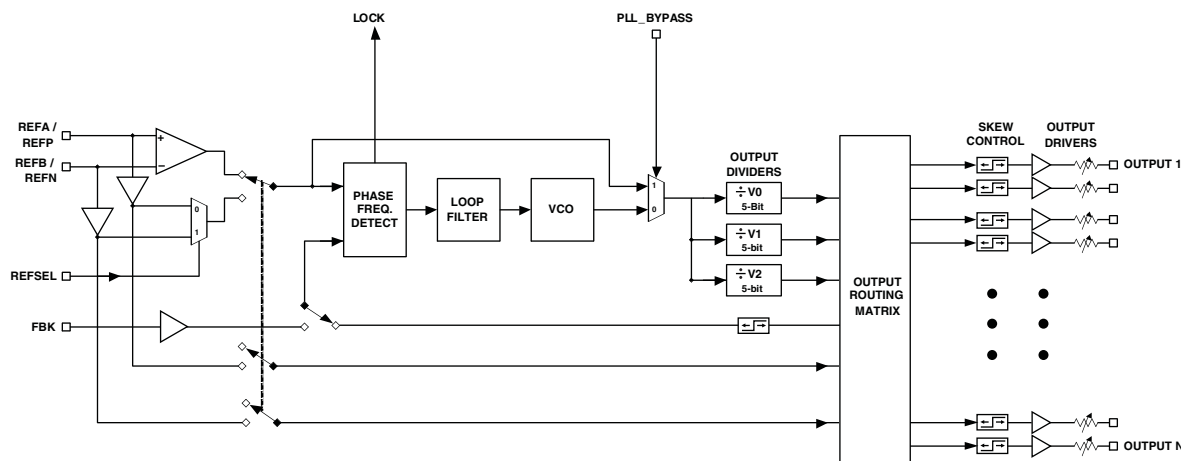 LOCK
PLL_BYPASS
REFA /
REFP
REFB /
REFN
+
−
0
1
REFSEL
FBK
PHASE
FREQ.
DETECT
LOOP
FILTER
VCO
1
0
OUTPUT
DIVIDERS
÷ V0
5-Bit
÷ V1
5-bit
÷ V2
5-bit
OUTPUT
ROUTING
MATRIX
SKEW
CONTROL
OUTPUT
DRIVERS
OUTPUT 1
OUTPUT N